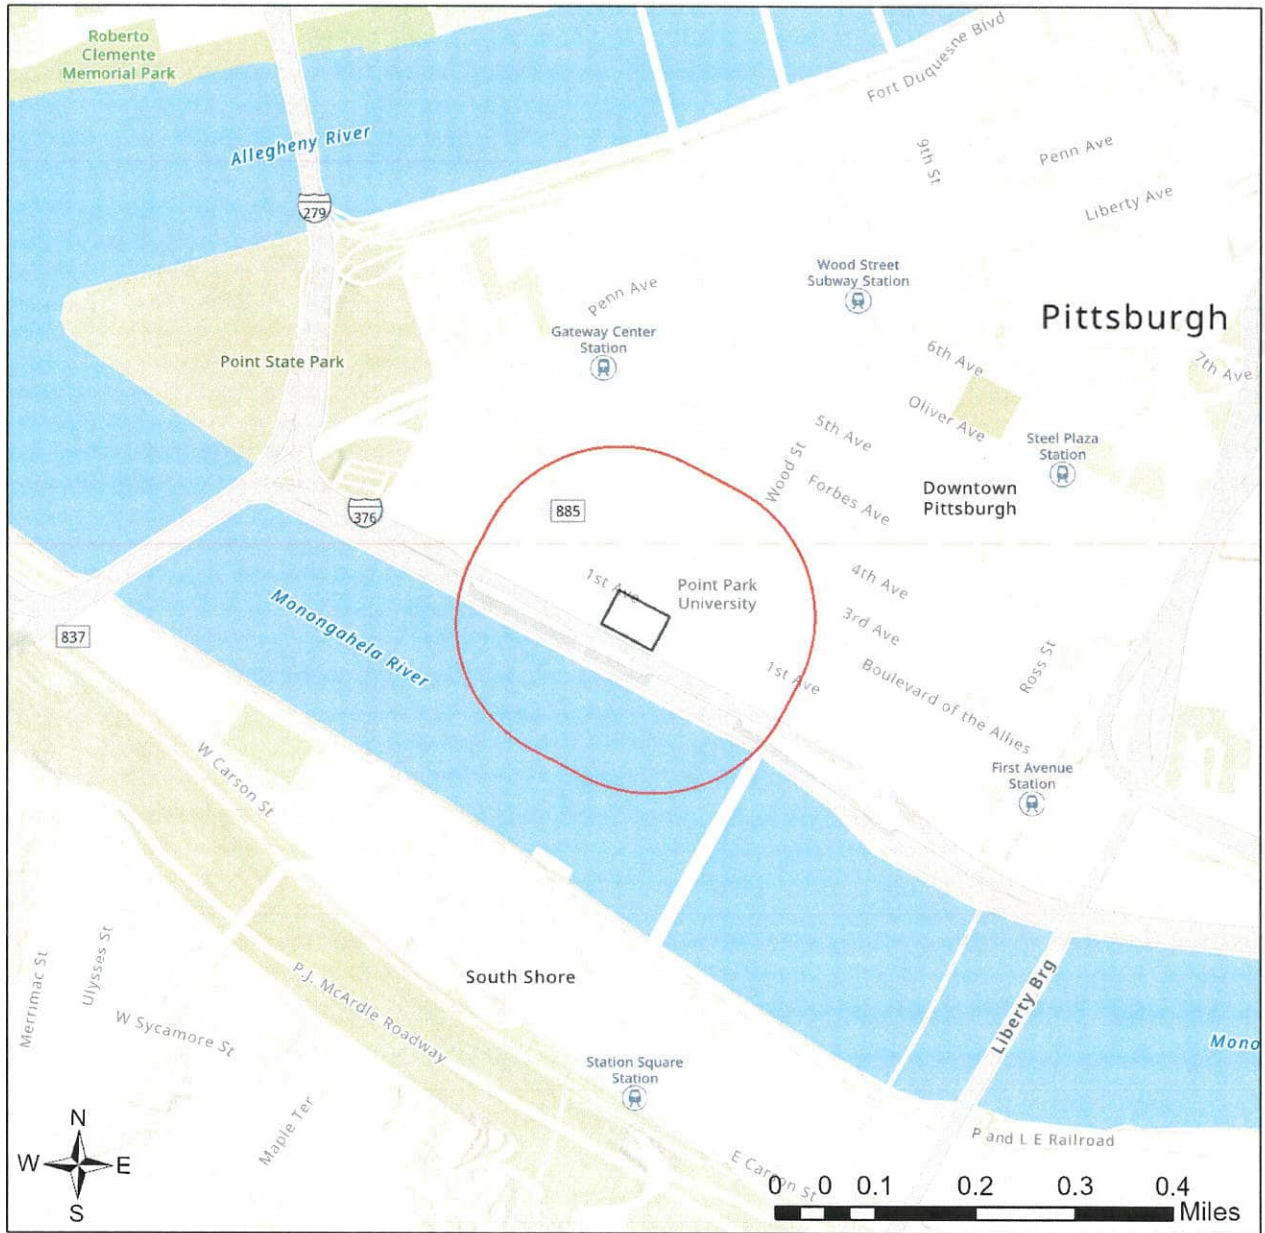 Roberto
Clemente
Memorial Park
Fort Duquesne Blvd
Allegheny River
9th St
Penn Ave
Liberty Ave
279
Wood Street
Subway Station
Penn Ave
Pittsburgh
Gateway Center
Station
Point State Park
6th Ave
7th Ave
Oliver Ave
5th Ave
Steel Plaza
Station
Wood St
Forbes Ave
Downtown
Pittsburgh
885
376
1st Ave
Point Park
University
4th Ave
3rd Ave
Monongahela River
837
1st Ave
Boulevard of the Allies
Ross St
W Carson St
First Avenue
Station
South Shore
Merrimac St
Ulysses St
P.J. McArdle Roadway
W Sycamore St
Liberty Brg
Mono
Station Square
Station
Maple Ter
P and L E Railroad
E Carson St
N
W E
S
0 0 0.1 0.2 0.3 0.4
Miles